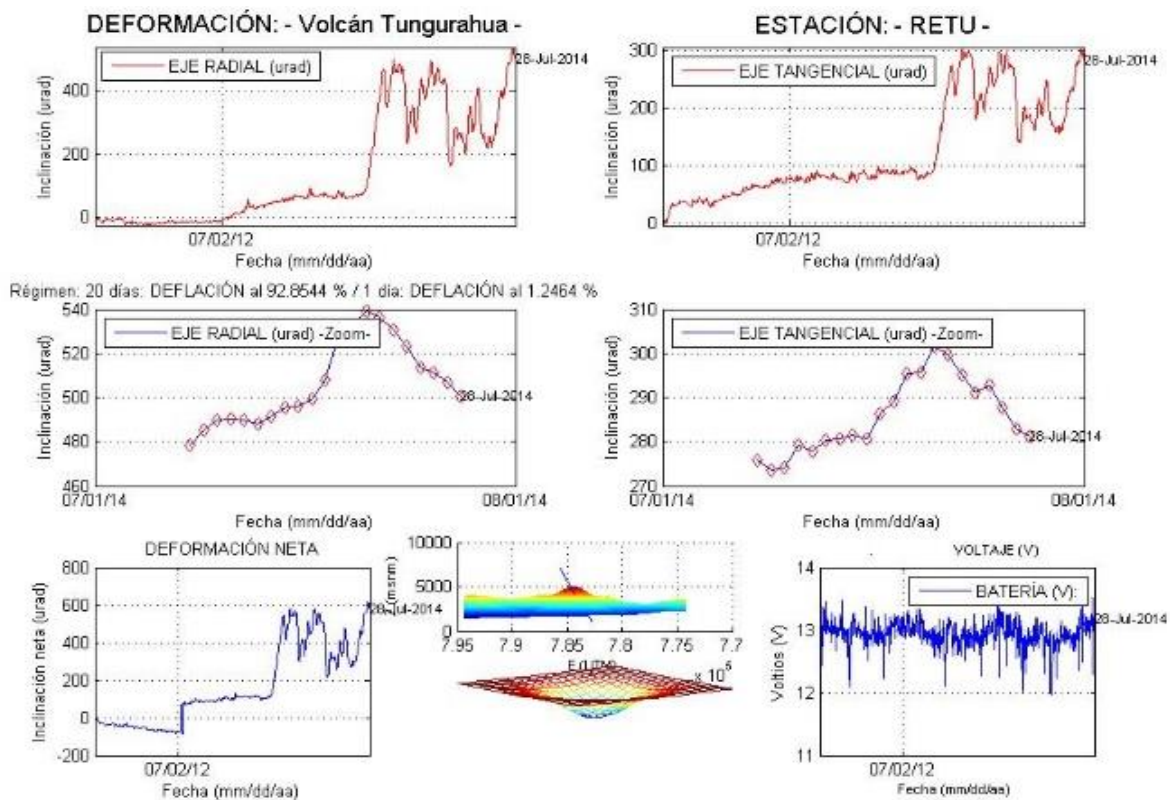 DEFORMACIÓN: - Volcán Tungurahua -
ESTACIÓN: - RETU -
EJE RADIAL (urad)
28-Jul-2014
Inclinación (urad)
400
200
0
07/02/12
Fecha (mm/dd/aa)
EJE TANGENCIAL (urad)
28-Jul-2014
Inclinación (urad)
300
200
100
0
07/02/12
Fecha (mm/dd/aa)
Régimen: 20 días: DEFLACIÓN al 92.8544 % / 1 día: DEFLACIÓN al 1.2464 %
EJE RADIAL (urad) -Zoom-
28-Jul-2014
Inclinación (urad)
540
520
500
480
460
07/01/14
08/01/14
Fecha (mm/dd/aa)
EJE TANGENCIAL (urad) -Zoom-
28-Jul-2014
Inclinación (urad)
310
300
290
280
270
07/01/14
08/01/14
Fecha (mm/dd/aa)
DEFORMACIÓN NETA
28-Jul-2014
Inclinación neta (urad)
800
600
400
200
0
-200
07/02/12
Fecha (mm/dd/aa)
10000
5000
0
(msnm)
7.95 7.9 7.85 7.8 7.75 7.7
E (UTM)
x 10
VOLTAJE (V)
BATERÍA (V):
28-Jul-2014
Voltios (V)
14
13
12
11
07/02/12
Fecha (mm/dd/aa)